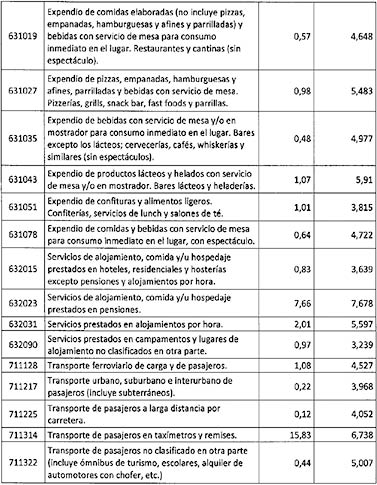 Expendio de comidas elaboradas (no incluye pizzas,
empanadas, hamburguesas y afines y parrilladas) y
631019 bebidas con servicio de mesa para consumo 0,57 4,648
inmediato en el lugar. Restaurantes y cantinas (sin
espectáculo).
Expendio de pizzas, empanadas, hamburguesas y
631027 afines, parrilladas y bebidas con servicio de mesa. 0,98 5,483
Pizzerías, grills, snack bar, fast foods y parrillas.
Expendio de bebidas con servicio de mesa y/o en
631035 mostrador para consumo inmediato en el lugar. Bares 0,48 4,977
excepto los lácteos; cervecerías, cafés, whiskerías y
similares (sin espectáculos).
631043 Expendio de productos lácteos y helados con servicio 1,07 5,91
de mesa y/o en mostrador. Bares lácteos y heladerías.
631051 Expendio de confituras y alimentos ligeros. 1,01 3,815
Confiterías, servicios de lunch y salones de té.
631078 Expendio de comidas y bebidas con servicio de mesa 0,64 4,722
para consumo inmediato en el lugar, con espectáculo.
Servicios de alojamiento, comida y/u hospedaje
632015 prestados en hoteles, residenciales y hosterías 0,83 3,639
excepto pensiones y alojamientos por hora.
632023 Servicios de alojamiento, comida y/u hospedaje 7,66 7,678
prestados en pensiones.
632031 Servicios prestados en alojamientos por hora. 2,01 5,597
632090 Servicios prestados en campamentos y lugares de 0,97 3,239
alojamiento no clasificados en otra parte.
711128 Transporte ferroviario de carga y de pasajeros. 1,08 4,527
711217 Transporte urbano, suburbano e interurbano de 0,22 3,968
pasajeros (incluye subterráneos).
711225 Transporte de pasajeros a larga distancia por 0,12 4,052
carretera.
711314 Transporte de pasajeros en taxímetros y remises. 15,83 6,738
Transporte de pasajeros no clasificado en otra parte
711322 (incluye ómnibus de turismo, escolares, alquiler de 0,44 5,007
automotores con chofer, etc.)